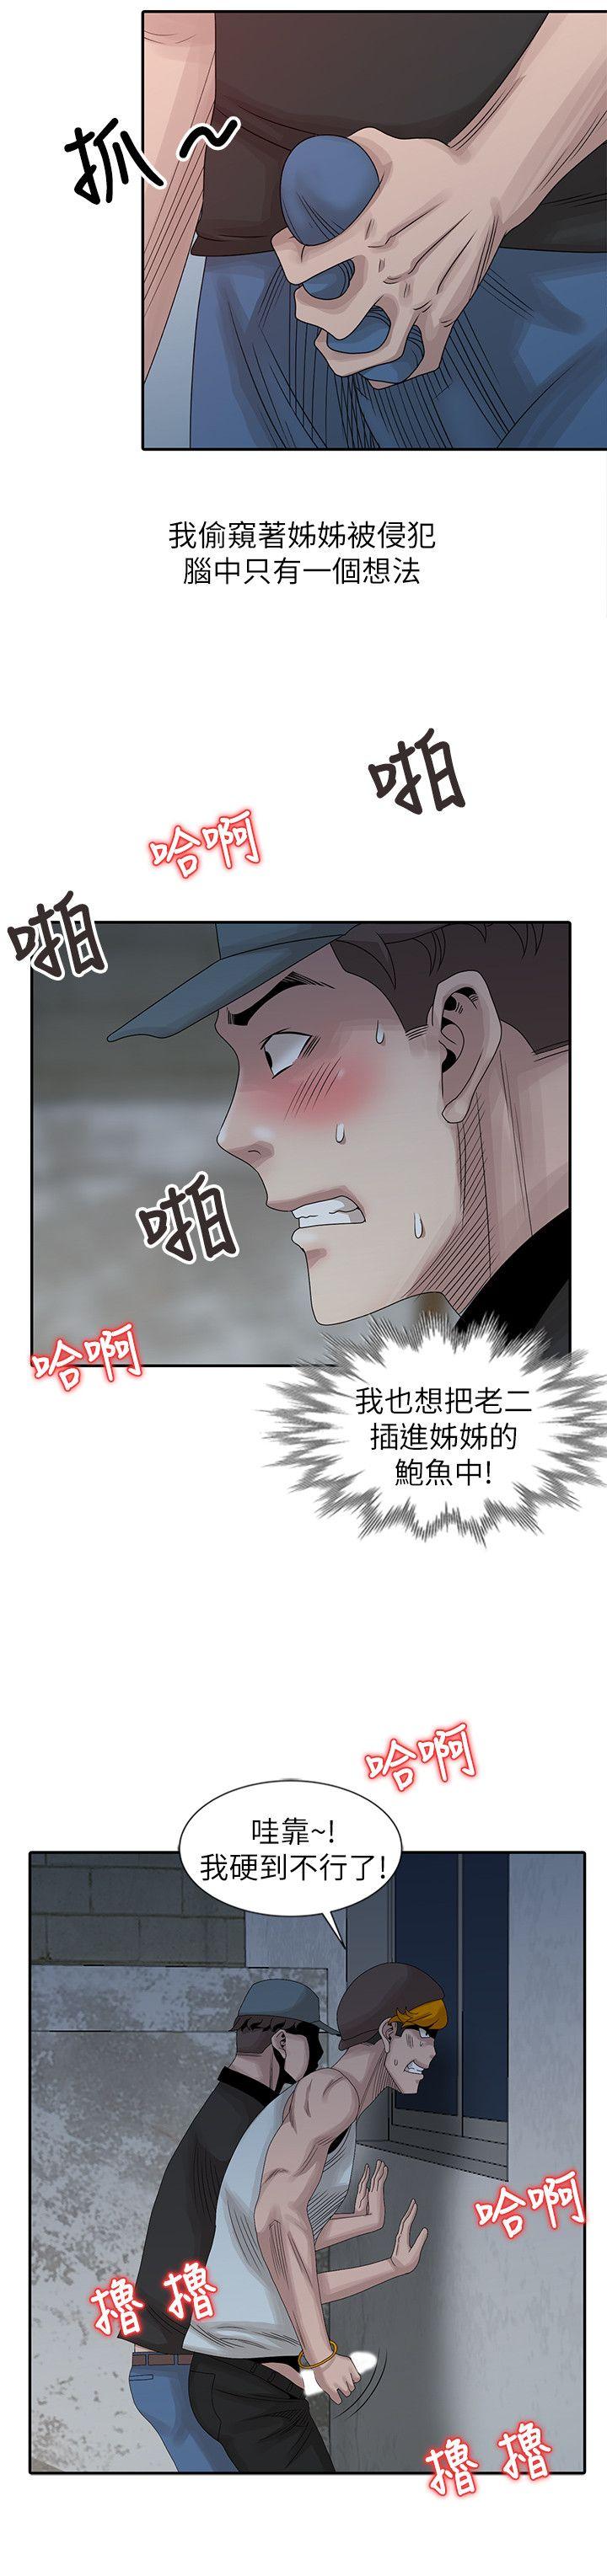 抓~
我偷窺著姊姊被侵犯
腦中只有一個想法
啪
哈啊
啪
啪
哈啊
我也想把老二
插進姊姊的
鮑魚中!
哈啊
哇靠~!
我硬到不行了!
哈啊
擼 擼
擼 擼